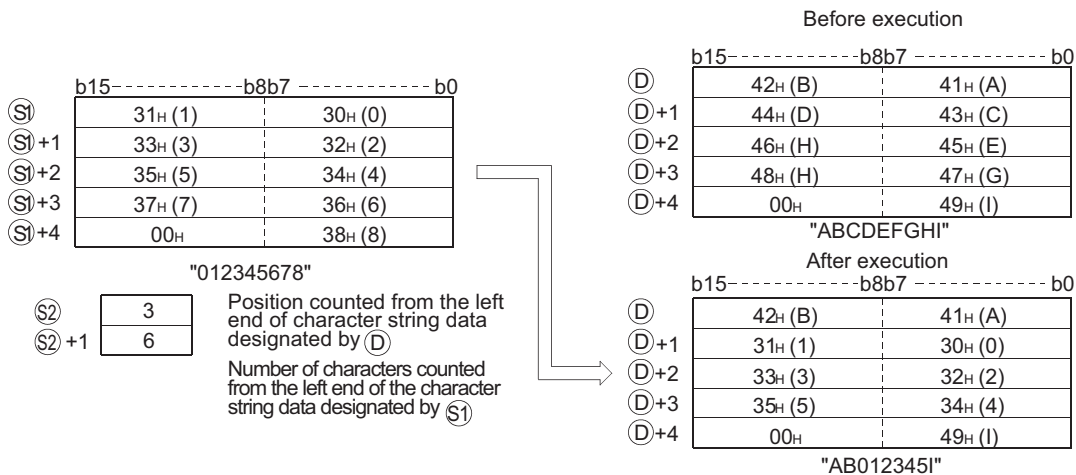 Before execution
b15 b8b7 b0
D 42H (B) 41H (A)
D+1 44H (D) 43H (C)
D+2 46H (H) 45H (E)
D+3 48H (H) 47H (G)
D+4 00H 49H (I)
"ABCDEFGHI"
b15 b8b7 b0
S1 31H (1) 30H (0)
S1+1 33H (3) 32H (2)
S1+2 35H (5) 34H (4)
S1+3 37H (7) 36H (6)
S1+4 00H 38H (8)
"012345678"
S2 3
S2 +1 6
Position counted from the left
end of character string data
designated by D
Number of characters counted
from the left end of the character
string data designated by S1
After execution
b15 b8b7 b0
D 42H (B) 41H (A)
D+1 31H (1) 30H (0)
D+2 33H (3) 32H (2)
D+3 35H (5) 34H (4)
D+4 00H 49H (I)
"AB012345I"